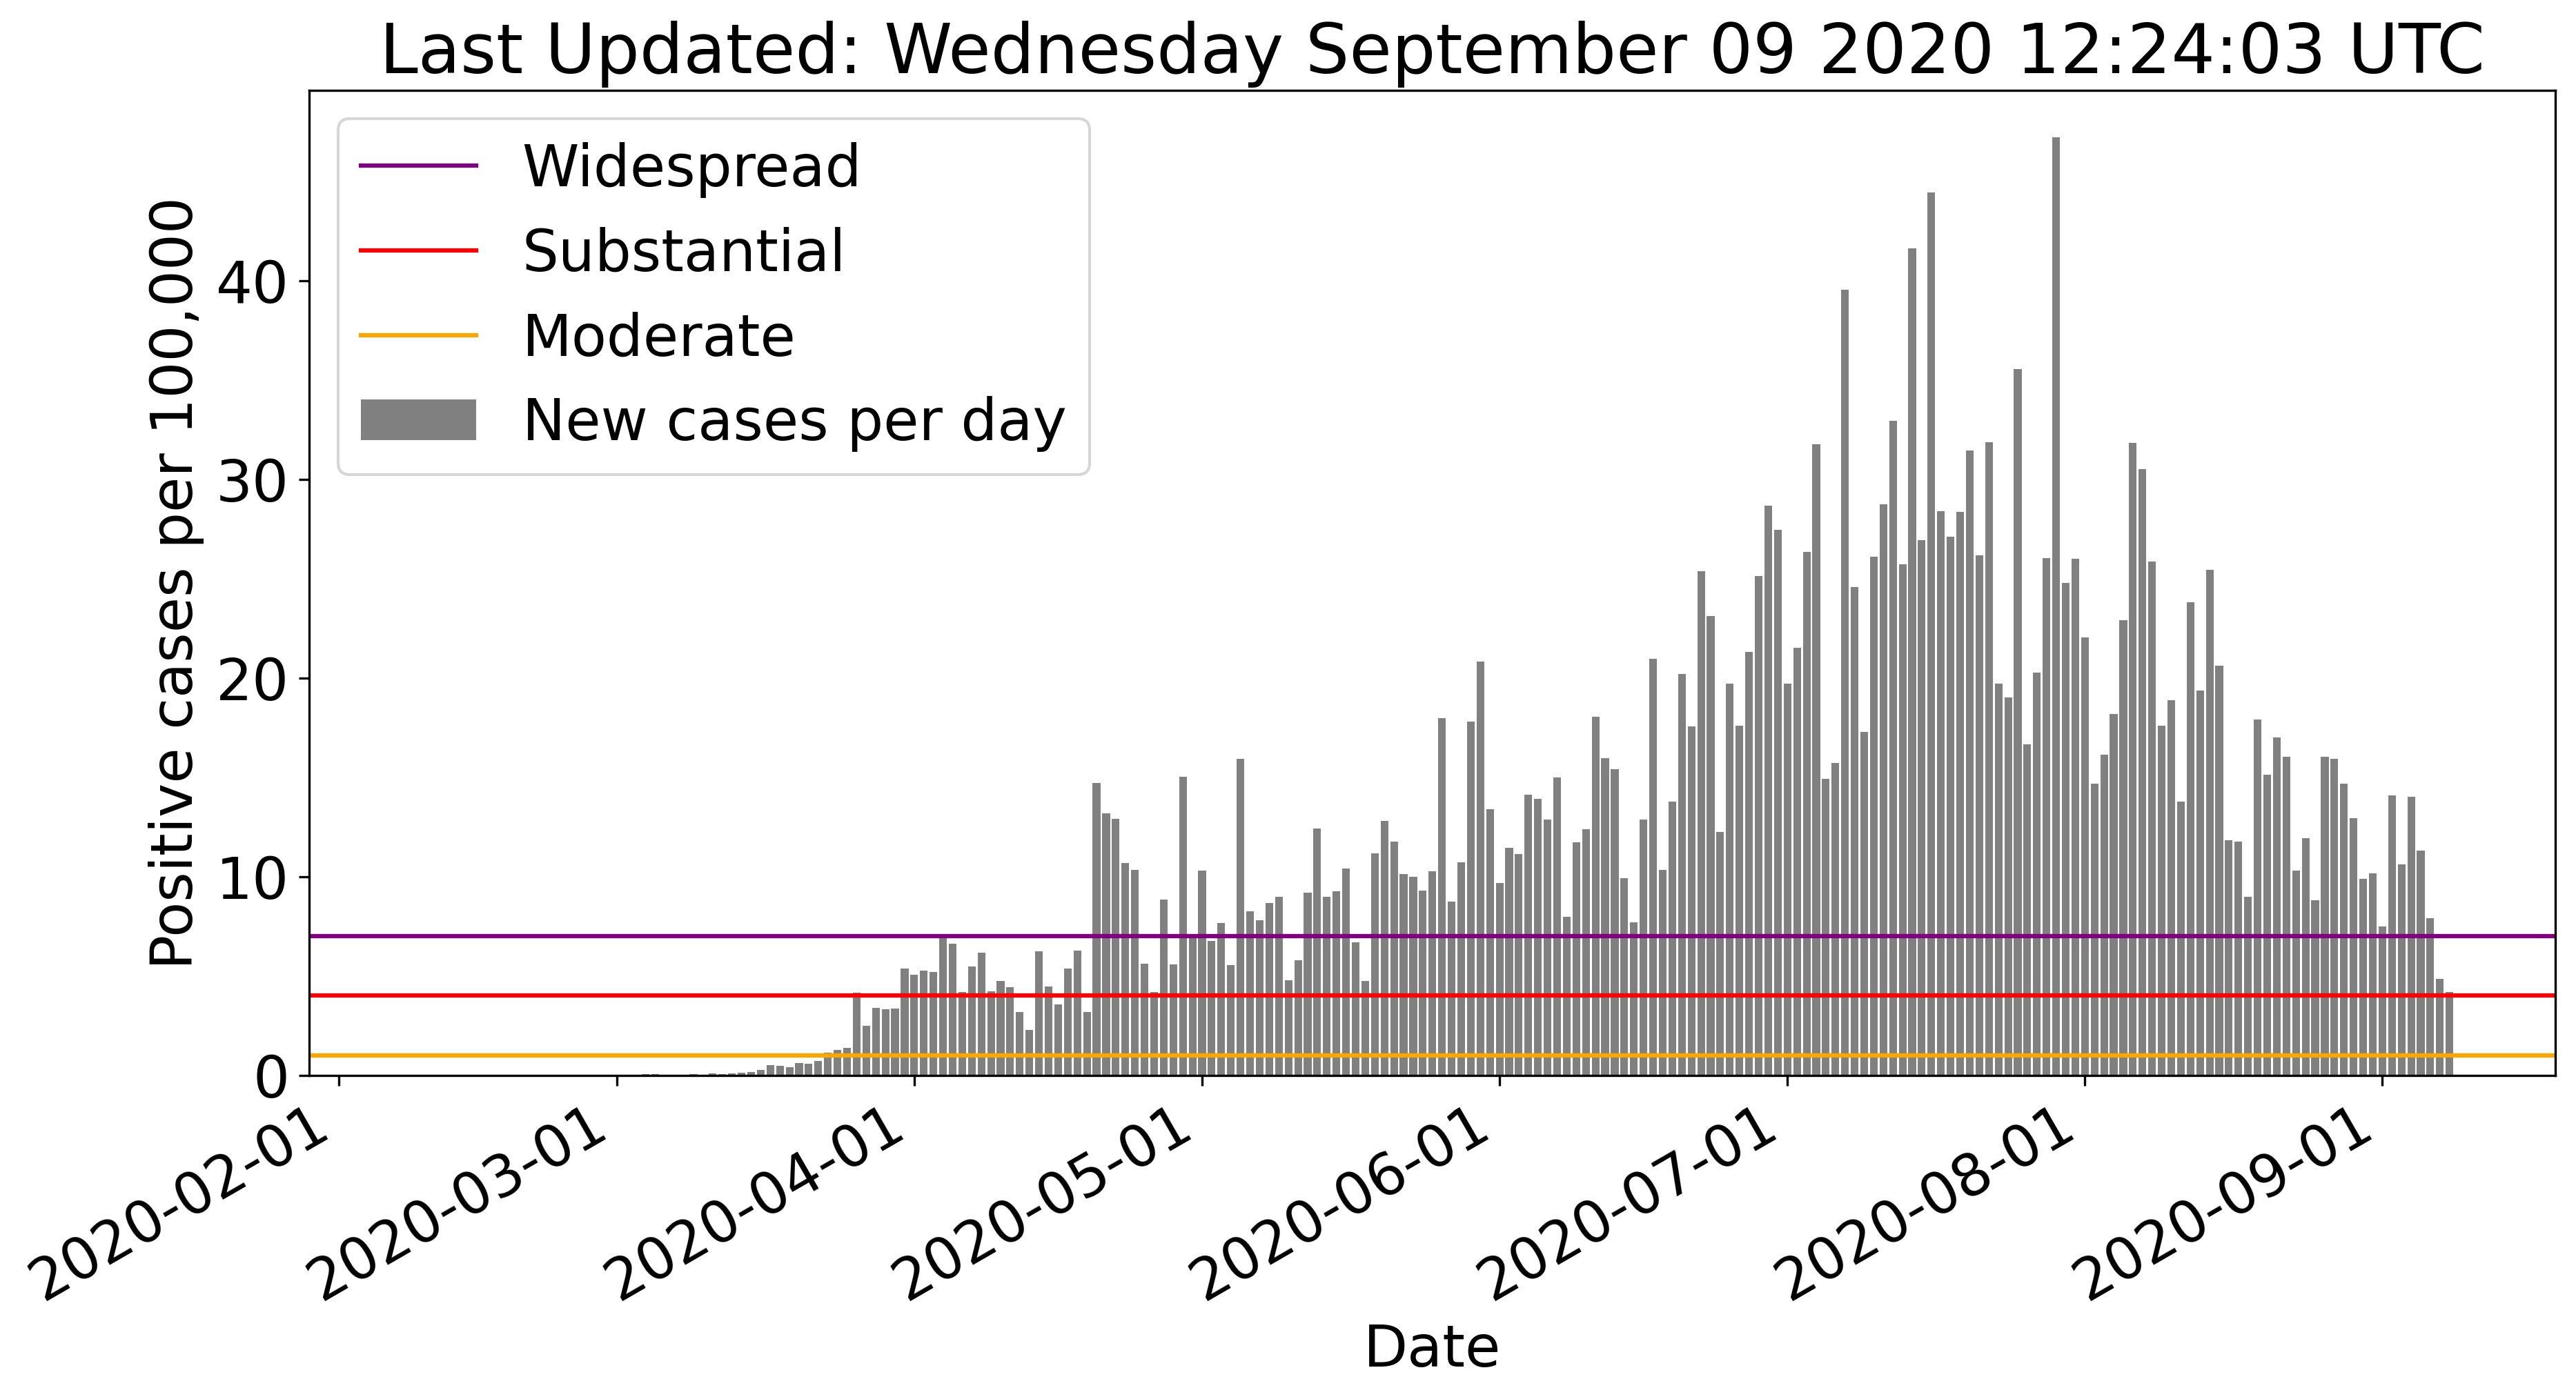 Last Updated: Wednesday September 09 2020 12:24:03 UTC
Widespread
Substantial
Moderate
New cases per day
Positive cases per 100,000
40
30
20
10
0
2020-02-01
2020-03-01
2020-04-01
2020-05-01
2020-06-01
2020-07-01
2020-08-01
2020-09-01
Date